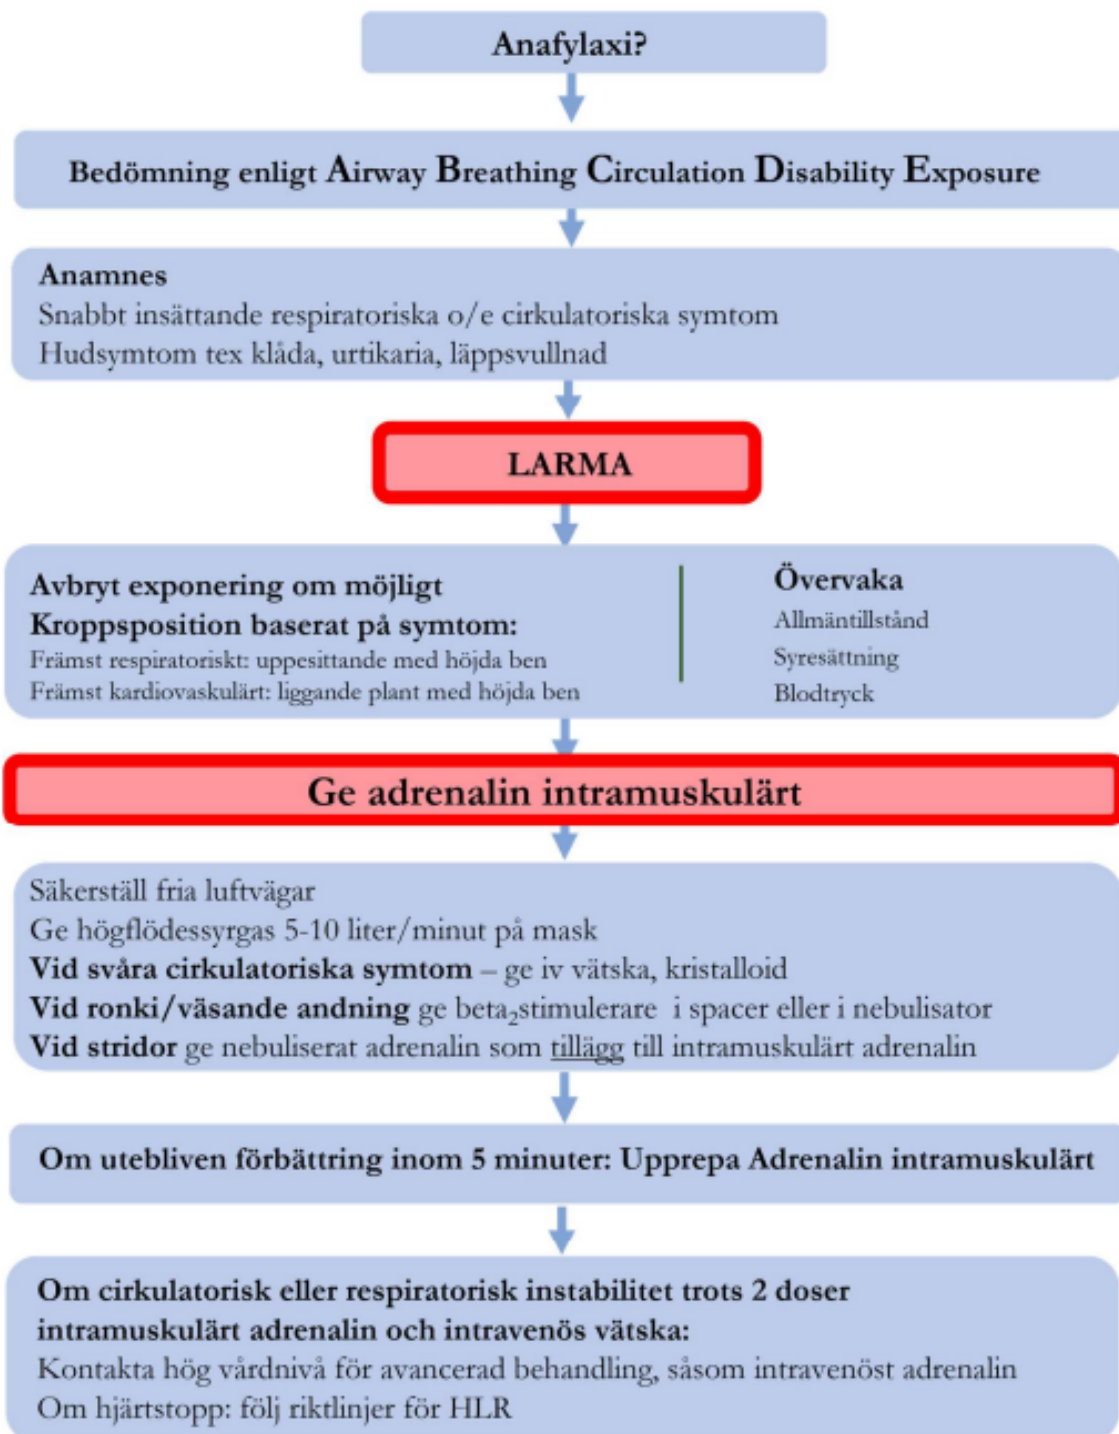 Anafylaxi?
Bedömning enligt Airway Breathing Circulation Disability Exposure
Anamnes
Snabbt insättande respiratoriska o/e cirkulatoriska symtom
Hudsymtom tex klåda, urtikaria, läppsvullnad
LARMA
Avbryt exponering om möjligt
Kroppsposition baserat på symtom:
Främst respiratoriskt: uppesittande med höjda ben
Främst kardiovaskulärt: liggande plant med höjda ben
Övervaka
Allmäntillstånd
Syresättning
Blodtryck
Ge adrenalin intramuskulärt
Säkerställ fria luftvägar
Ge högflödessyrgas 5-10 liter/minut på mask
Vid svåra cirkulatoriska symtom – ge iv vätska, kristalloid
Vid ronki/väsande andning ge beta₂stimulerare i spacer eller i nebulisator
Vid stridor ge nebuliserat adrenalin som tillägg till intramuskulärt adrenalin
Om utebliven förbättring inom 5 minuter: Upprepa Adrenalin intramuskulärt
Om cirkulatorisk eller respiratorisk instabilitet trots 2 doser
intramuskulärt adrenalin och intravenös vätska:
Kontakta hög vårdnivå för avancerad behandling, såsom intravenöst adrenalin
Om hjärtstopp: följ riktlinjer för HLR